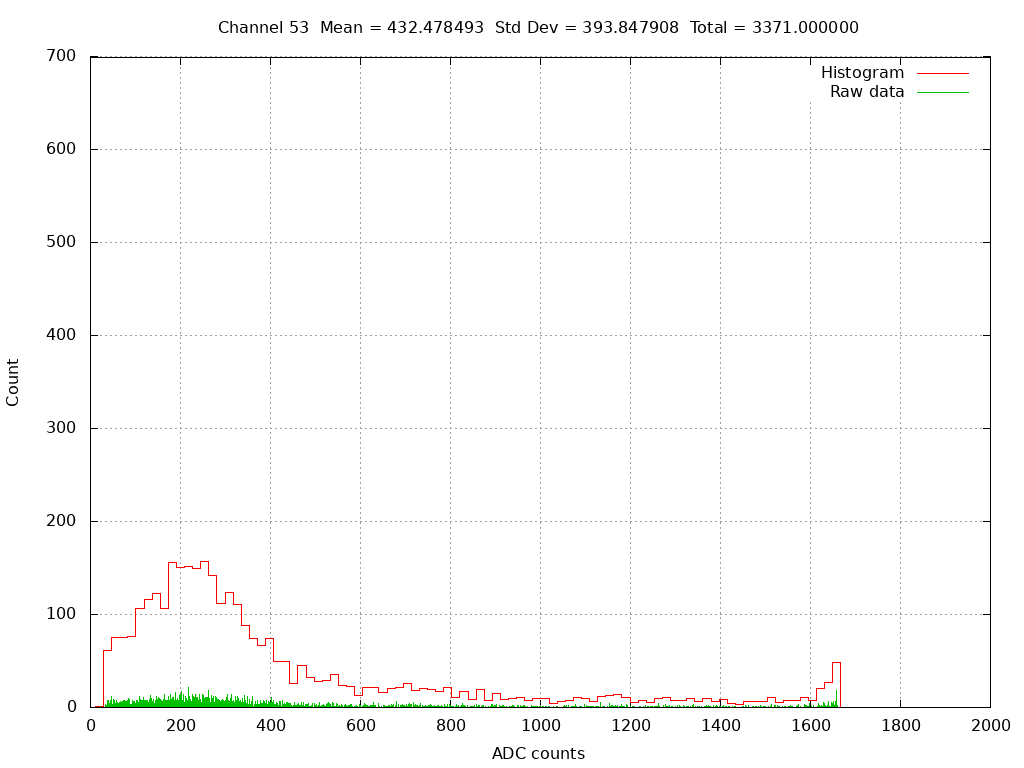 Channel 53  Mean = 432.478493  Std Dev = 393.847908  Total = 3371.000000
Histogram
Raw data
700
600
500
400
300
200
100
0
Count
0 200 400 600 800 1000 1200 1400 1600 1800 2000
ADC counts